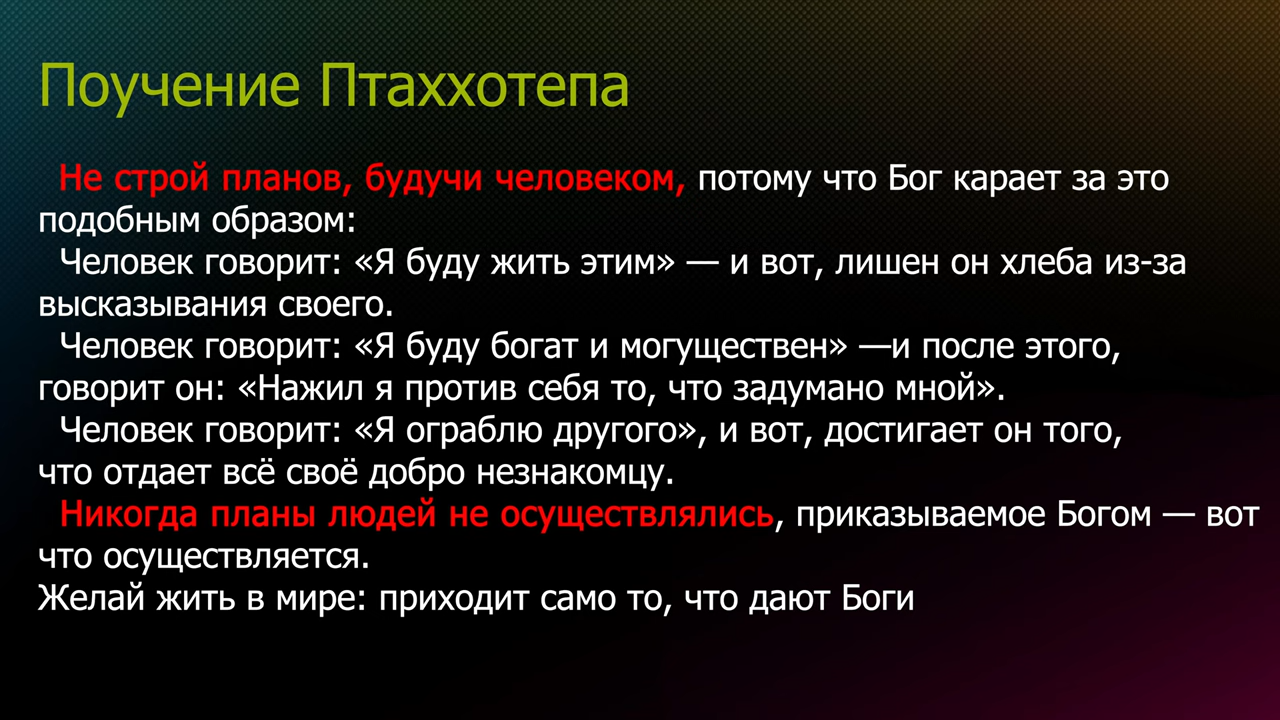 Поучение Птаххотепа
Не строй планов, будучи человеком, потому что Бог карает за это
подобным образом:
Человек говорит: «Я буду жить этим» — и вот, лишен он хлеба из-за
высказывания своего.
Человек говорит: «Я буду богат и могуществен» —и после этого,
говорит он: «Нажил я против себя то, что задумано мной».
Человек говорит: «Я ограблю другого», и вот, достигает он того,
что отдает всё своё добро незнакомцу.
Никогда планы людей не осуществлялись, приказываемое Богом — вот
что осуществляется.
Желай жить в мире: приходит само то, что дают Боги